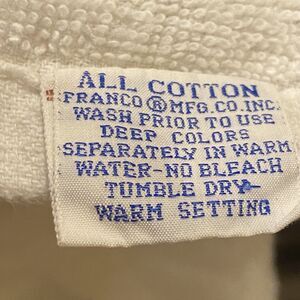 ALL COTTON
FRANCO®MFG.CO.INC.
WASH PRIOR TO USE
DEEP COLORS
SEPARATELY IN WARM
WATER-NO BLEACH
TUMBLE DRY-
WARM SETTING